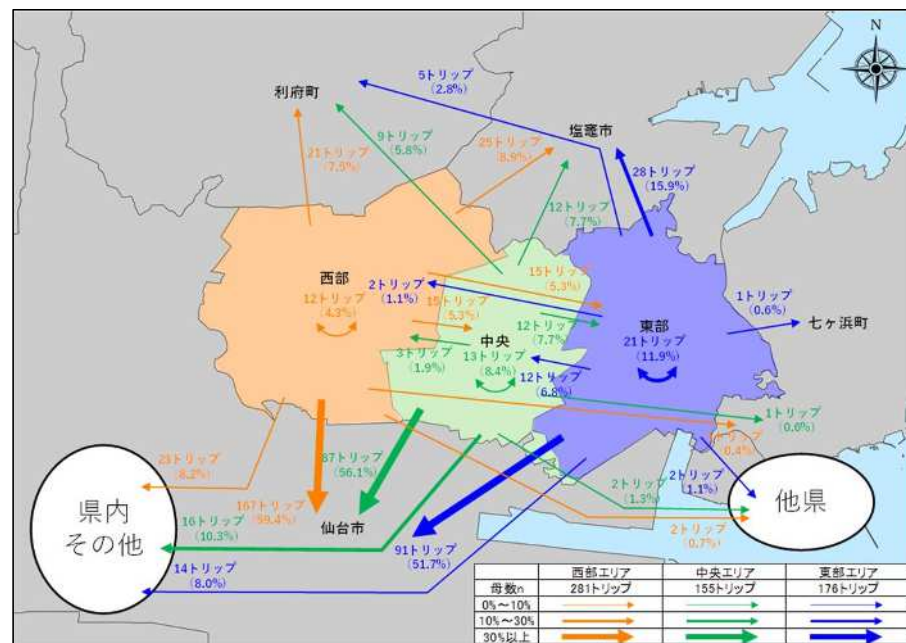 N
5トリップ
(2.8%)
利府町
塩竈市
9トリップ
(5.8%)
25トリップ
(8.9%)
21トリップ
(7.5%)
28トリップ
(15.9%)
12トリップ
(7.7%)
西部
2トリップ
(1.1%)
15トリップ
(5.3%)
1トリップ
(0.6%)
七ヶ浜町
12トリップ
(4.3%)
15トリップ
(5.3%)
12トリップ
(7.7%)
東部
21トリップ
(11.9%)
中央
3トリップ
(1.9%)
13トリップ
(8.4%)
12トリップ
(6.8%)
1トリップ
(0.6%)
トリップ
(0.4%)
23トリップ
(8.2%)
87トリップ
(56.1%)
2トリップ
(1.1%)
県内
その他
167トリップ
(59.4%)
2トリップ
(1.3%)
他県
16トリップ
(10.3%)
仙台市
2トリップ
(0.7%)
14トリップ
(8.0%)
91トリップ
(51.7%)
西部エリア 中央エリア 東部エリア
母数n 281トリップ 155トリップ 176トリップ
0%～10%
10%～30%
30%以上